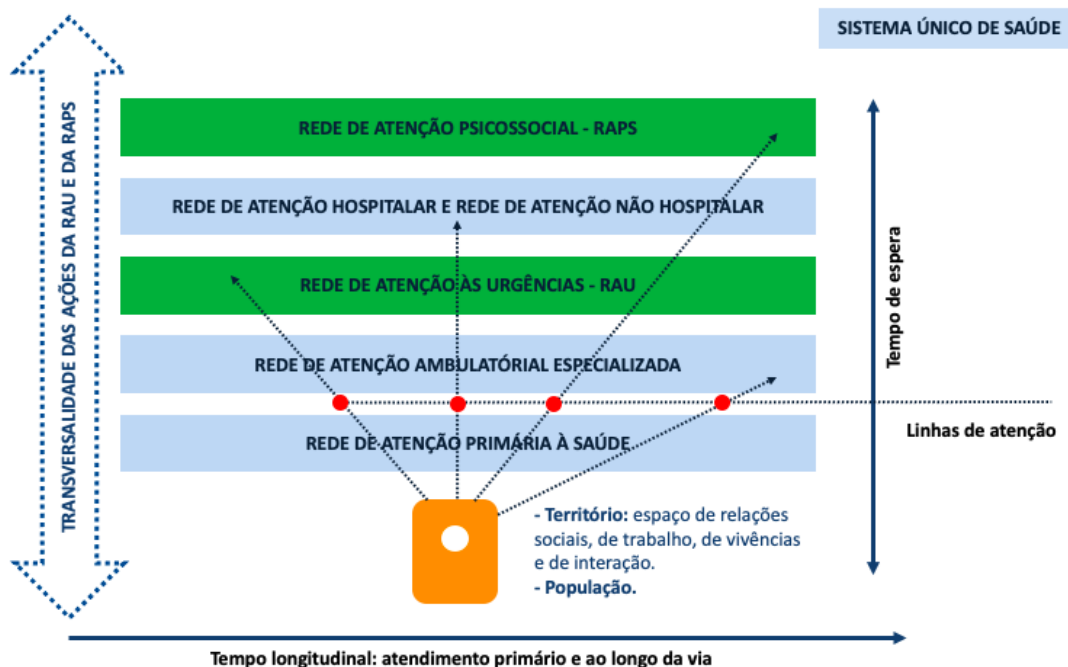 SISTEMA ÚNICO DE SAÚDE
TRANSVERSALIDADE DAS AÇÕES DA RAU E DA RAPS
REDE DE ATENÇÃO PSICOSSOCIAL - RAPS
REDE DE ATENÇÃO HOSPITALAR E REDE DE ATENÇÃO NÃO HOSPITALAR
REDE DE ATENÇÃO ÀS URGÊNCIAS - RAU
REDE DE ATENÇÃO AMBULATÓRIAL ESPECIALIZADA
REDE DE ATENÇÃO PRIMÁRIA À SAÚDE
Tempo de espera
Linhas de atenção
- Território: espaço de relações
sociais, de trabalho, de vivências
e de interação.
- População.
Tempo longitudinal: atendimento primário e ao longo da via